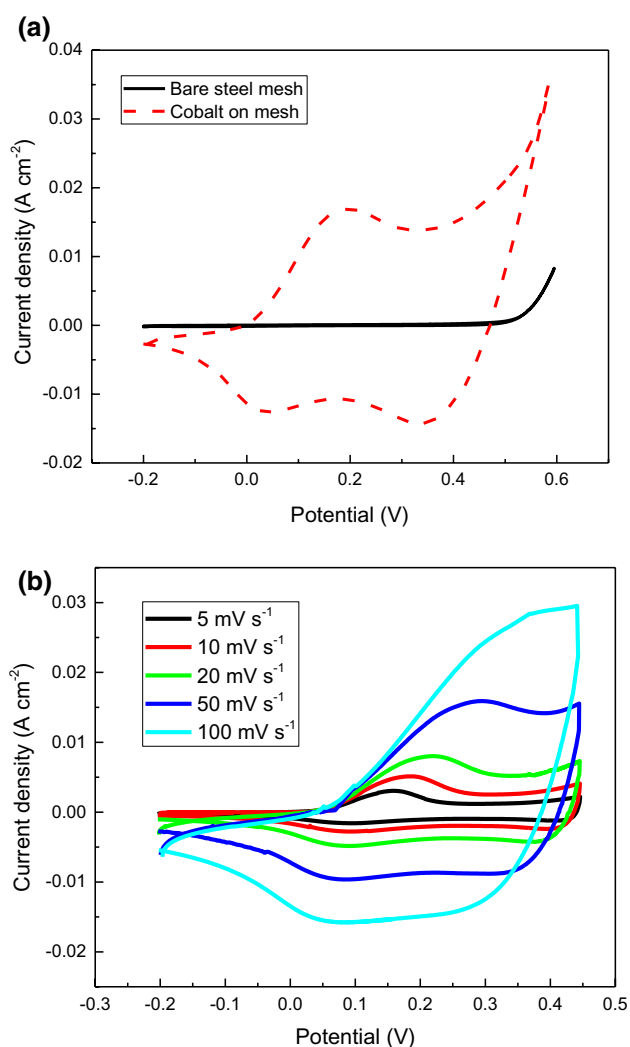 (a)
0.04
0.03
0.02
0.01
0.00
-0.01
-0.02
Current density (A cm⁻²)
Bare steel mesh
Cobalt on mesh
-0.2 0.0 0.2 0.4 0.6
Potential (V)
(b)
0.03
0.02
0.01
0.00
-0.01
-0.02
Current density (A cm⁻²)
5 mV s⁻¹
10 mV s⁻¹
20 mV s⁻¹
50 mV s⁻¹
100 mV s⁻¹
-0.3 -0.2 -0.1 0.0 0.1 0.2 0.3 0.4 0.5
Potential (V)